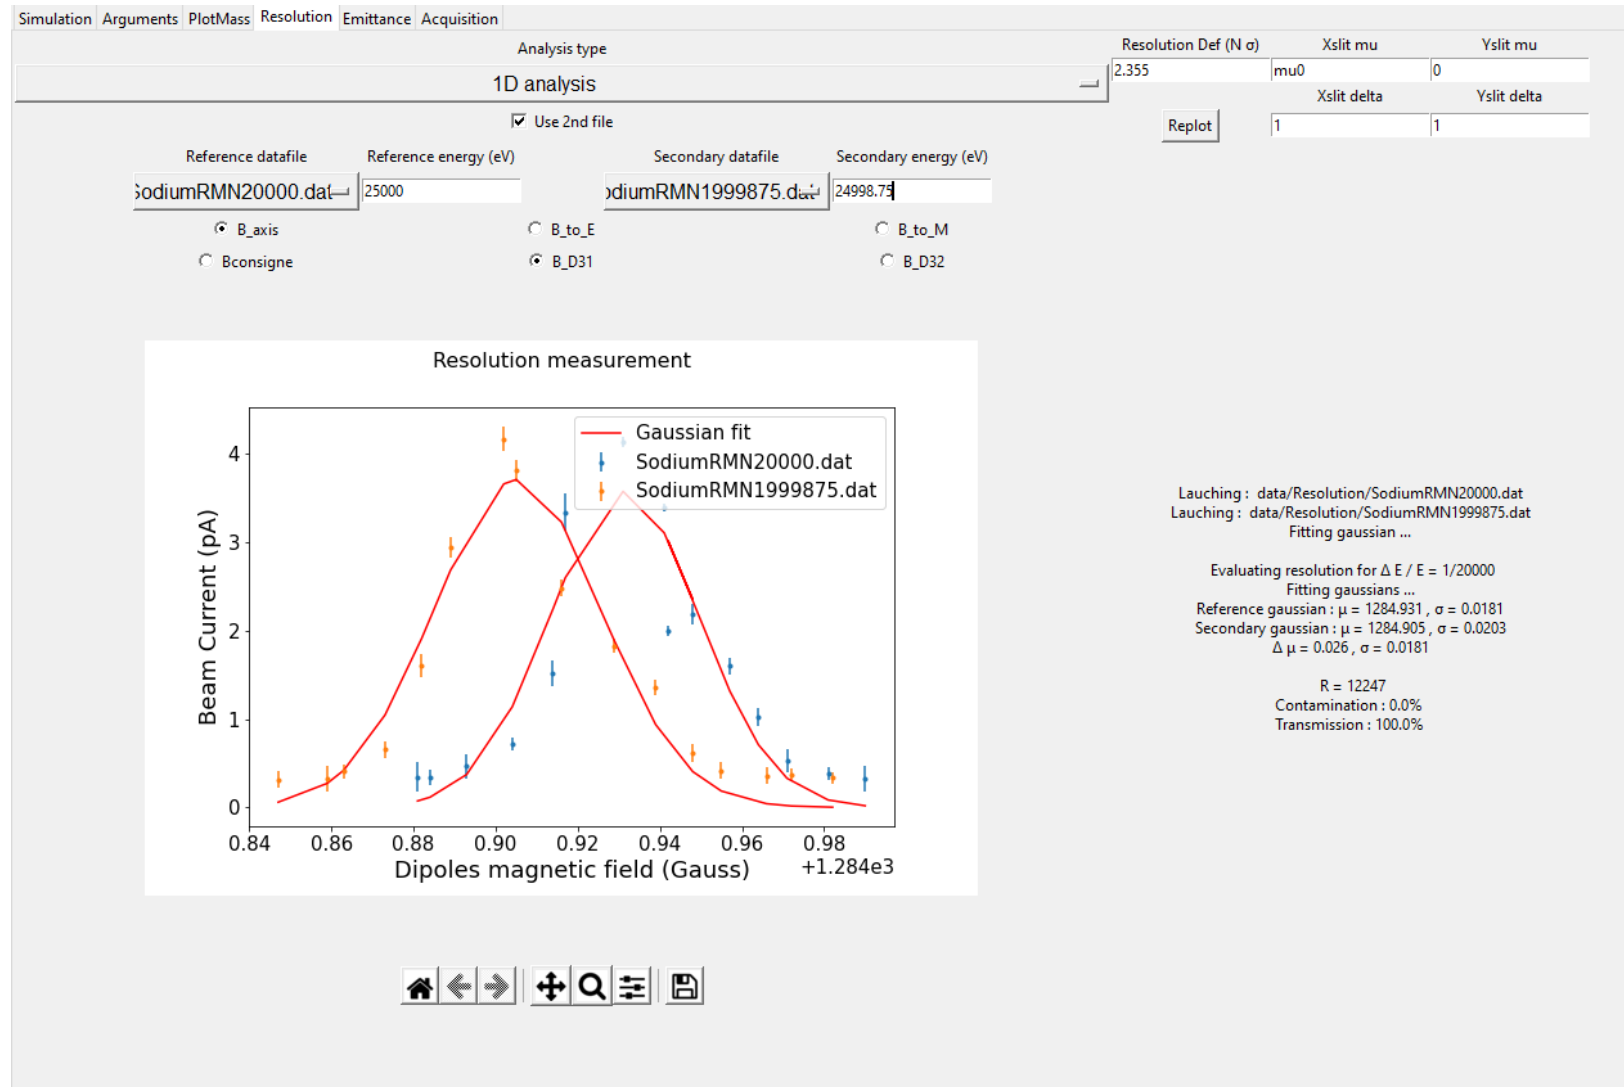 Simulation Arguments PlotMass Resolution Emittance Acquisition
Analysis type
1D analysis
Resolution Def (N σ) Xslit mu Yslit mu
2.355 mu0 0
Xslit delta Yslit delta
Replot 1 1
Use 2nd file
Reference datafile Reference energy (eV) Secondary datafile Secondary energy (eV)
SodiumRMN20000.dat 25000 odiumRMN1999875.dat 24998.75
B_axis B_to_E B_to_M
Bconsigne B_D31 B_D32
Resolution measurement
Gaussian fit
SodiumRMN20000.dat
SodiumRMN1999875.dat
Beam Current (pA)
4
3
2
1
0
0.84 0.86 0.88 0.90 0.92 0.94 0.96 0.98
+1.284e3
Dipoles magnetic field (Gauss)
Lauching : data/Resolution/SodiumRMN20000.dat
Lauching : data/Resolution/SodiumRMN1999875.dat
Fitting gaussian ...
Evaluating resolution for Δ E / E = 1/20000
Fitting gaussians ...
Reference gaussian : μ = 1284.931 , σ = 0.0181
Secondary gaussian : μ = 1284.905 , σ = 0.0203
Δ μ = 0.026 , σ = 0.0181
R = 12247
Contamination : 0.0%
Transmission : 100.0%